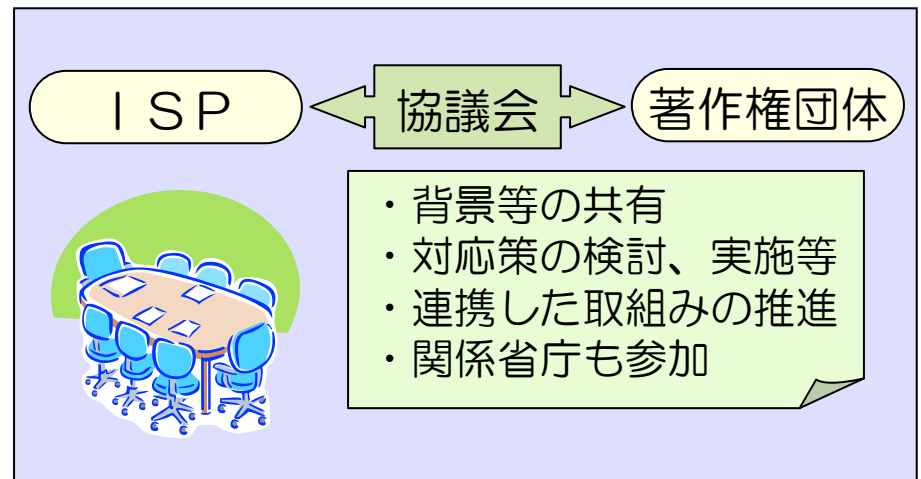 ISP
協議会
著作権団体
・背景等の共有
・対応策の検討、実施等
・連携した取組みの推進
・関係省庁も参加